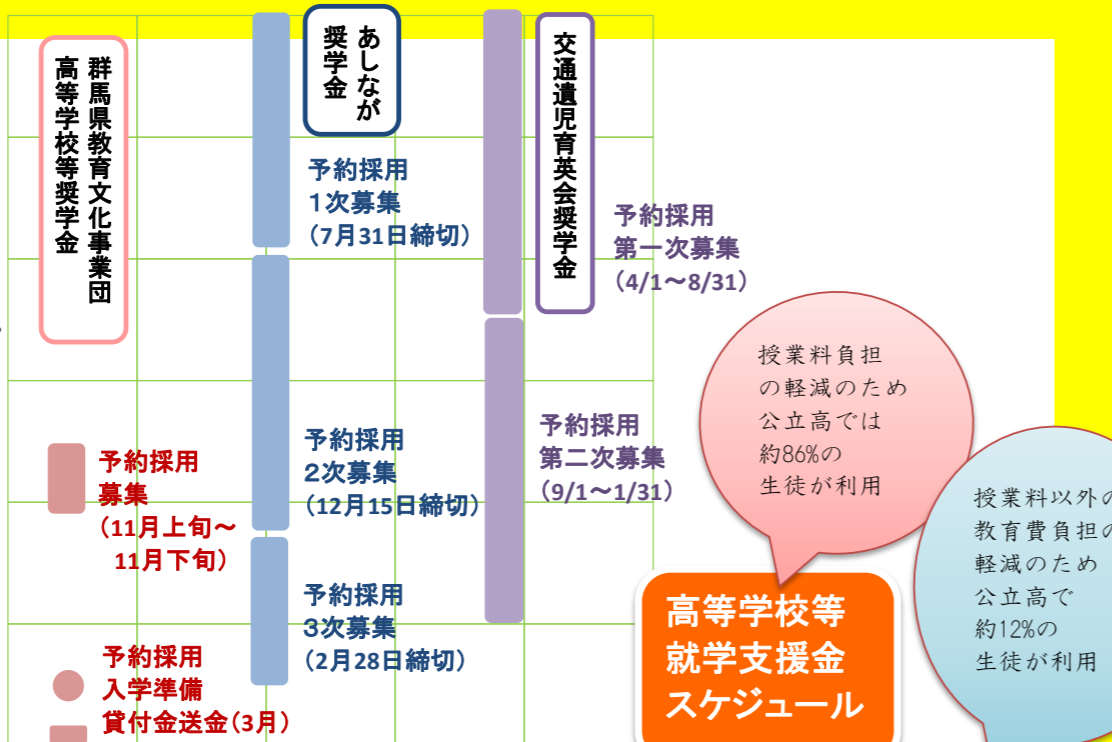 群馬県教育文化事業団
高等学校等奨学金
予約採用
募集
(11月上旬～
11月下旬)
予約採用
入学準備
貸付金送金(3月)
あしなが
奨学金
予約採用
1次募集
(7月31日締切)
予約採用
2次募集
(12月15日締切)
予約採用
3次募集
(2月28日締切)
交通遺児育英会奨学金
予約採用
第一次募集
(4/1～8/31)
予約採用
第二次募集
(9/1～1/31)
授業料負担
の軽減のため
公立高では
約86%の
生徒が利用
高等学校等
就学支援金
スケジュール
授業料以外の
教育費負担の
軽減のため
公立高で
約12%の
生徒が利用